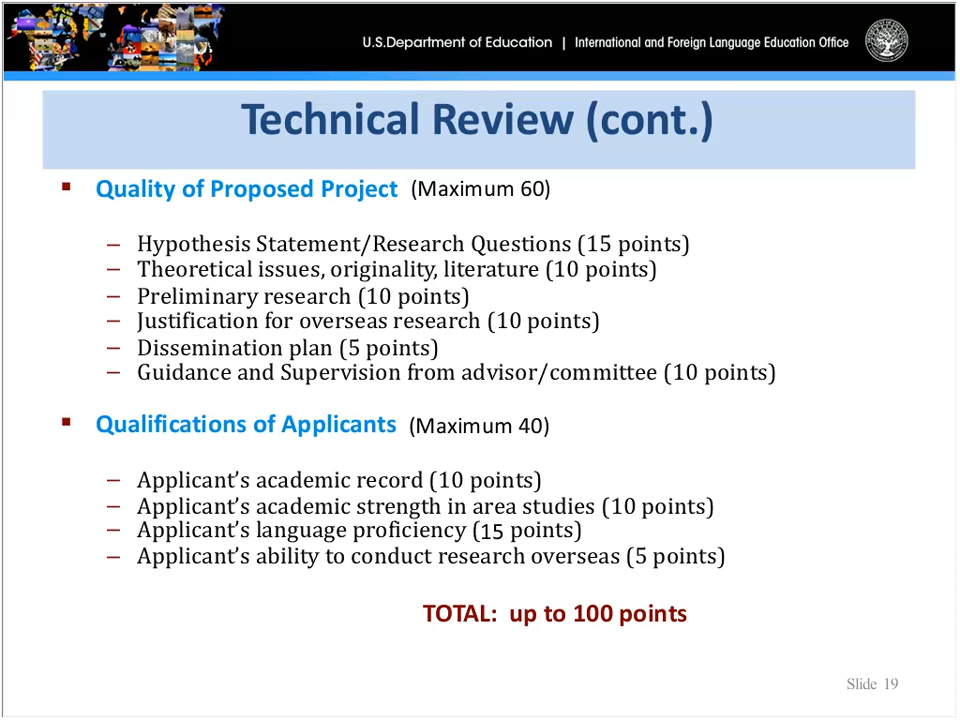 U.S.Department of Education | International and Foreign Language Education Office
Technical Review (cont.)
▪ Quality of Proposed Project (Maximum 60)
– Hypothesis Statement/Research Questions (15 points)
– Theoretical issues, originality, literature (10 points)
– Preliminary research (10 points)
– Justification for overseas research (10 points)
– Dissemination plan (5 points)
– Guidance and Supervision from advisor/committee (10 points)
▪ Qualifications of Applicants (Maximum 40)
– Applicant’s academic record (10 points)
– Applicant’s academic strength in area studies (10 points)
– Applicant’s language proficiency (15 points)
– Applicant’s ability to conduct research overseas (5 points)
TOTAL: up to 100 points
Slide 19